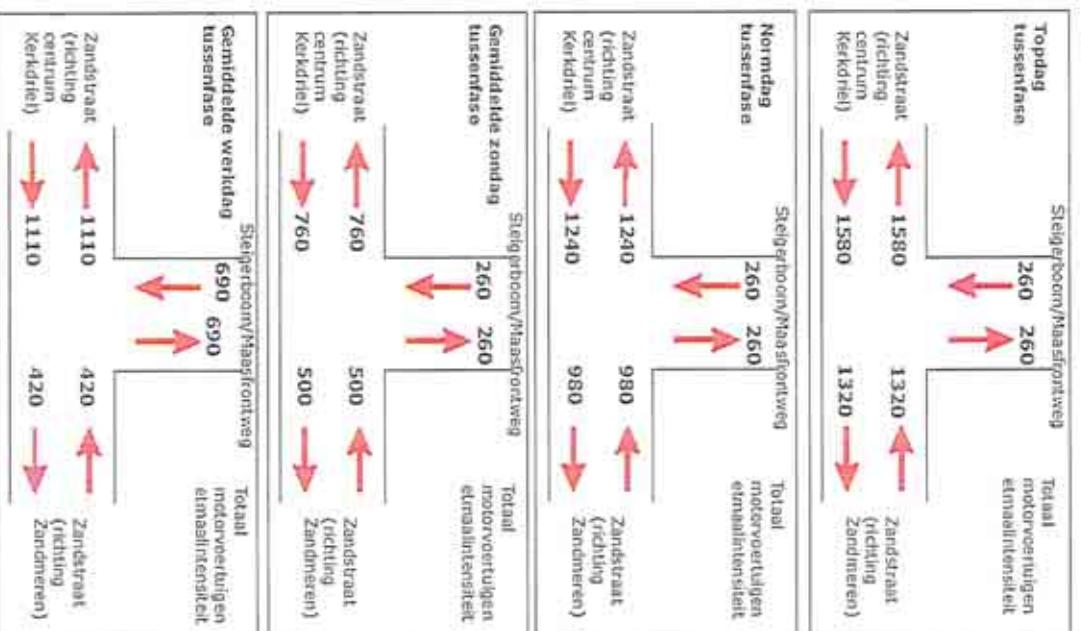 Topdag
tussenfase
Steigerboom/Maasfrontweg
Totaal
motorvoertuigen
etmaalintensiteit
260 260
Zandstraat
(richting
centrum
Kerkdriel)
1580
1580
1320
1320
Zandstraat
(richting
Zandmeren)
Normdag
tussenfase
Steigerboom/Maasfrontweg
Totaal
motorvoertuigen
etmaalintensiteit
260 260
Zandstraat
(richting
centrum
Kerkdriel)
1240
1240
980
980
Zandstraat
(richting
Zandmeren)
Gemiddelde zondag
tussenfase
Steigerboom/Maasfrontweg
Totaal
motorvoertuigen
etmaalintensiteit
260 260
Zandstraat
(richting
centrum
Kerkdriel)
760
760
500
500
Zandstraat
(richting
Zandmeren)
Gemiddelde werkdag
tussenfase
Steigerboom/Maasfrontweg
Totaal
motorvoertuigen
etmaalintensiteit
690 690
Zandstraat
(richting
centrum
Kerkdriel)
1110
1110
420
420
Zandstraat
(richting
Zandmeren)